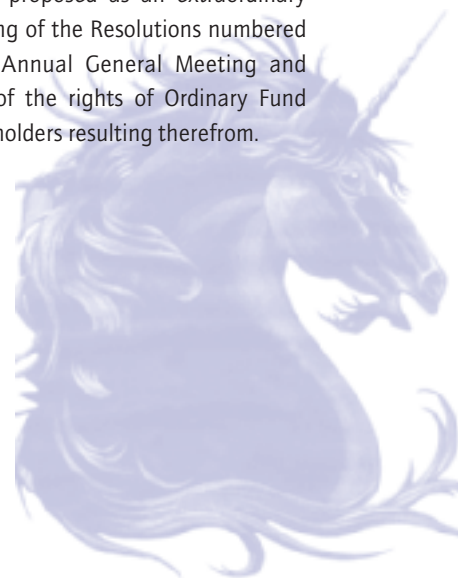 proposed as an extraordinary
ng of the Resolutions numbered
Annual General Meeting and
of the rights of Ordinary Fund
holders resulting therefrom.